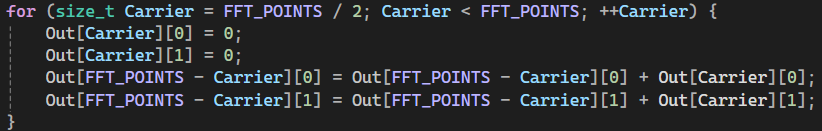 for (size_t Carrier = FFT_POINTS / 2; Carrier < FFT_POINTS; ++Carrier) {
Out[Carrier][0] = 0;
Out[Carrier][1] = 0;
Out[FFT_POINTS - Carrier][0] = Out[FFT_POINTS - Carrier][0] + Out[Carrier][0];
Out[FFT_POINTS - Carrier][1] = Out[FFT_POINTS - Carrier][1] + Out[Carrier][1];
}